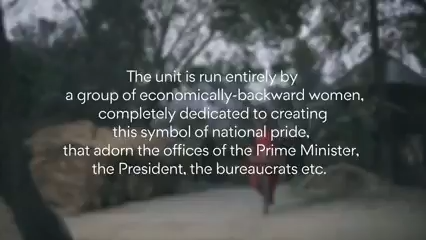 The unit is run entirely by
a group of economically-backward women,
completely dedicated to creating
this symbol of national pride,
that adorn the offices of the Prime Minister,
the President, the bureaucrats etc.